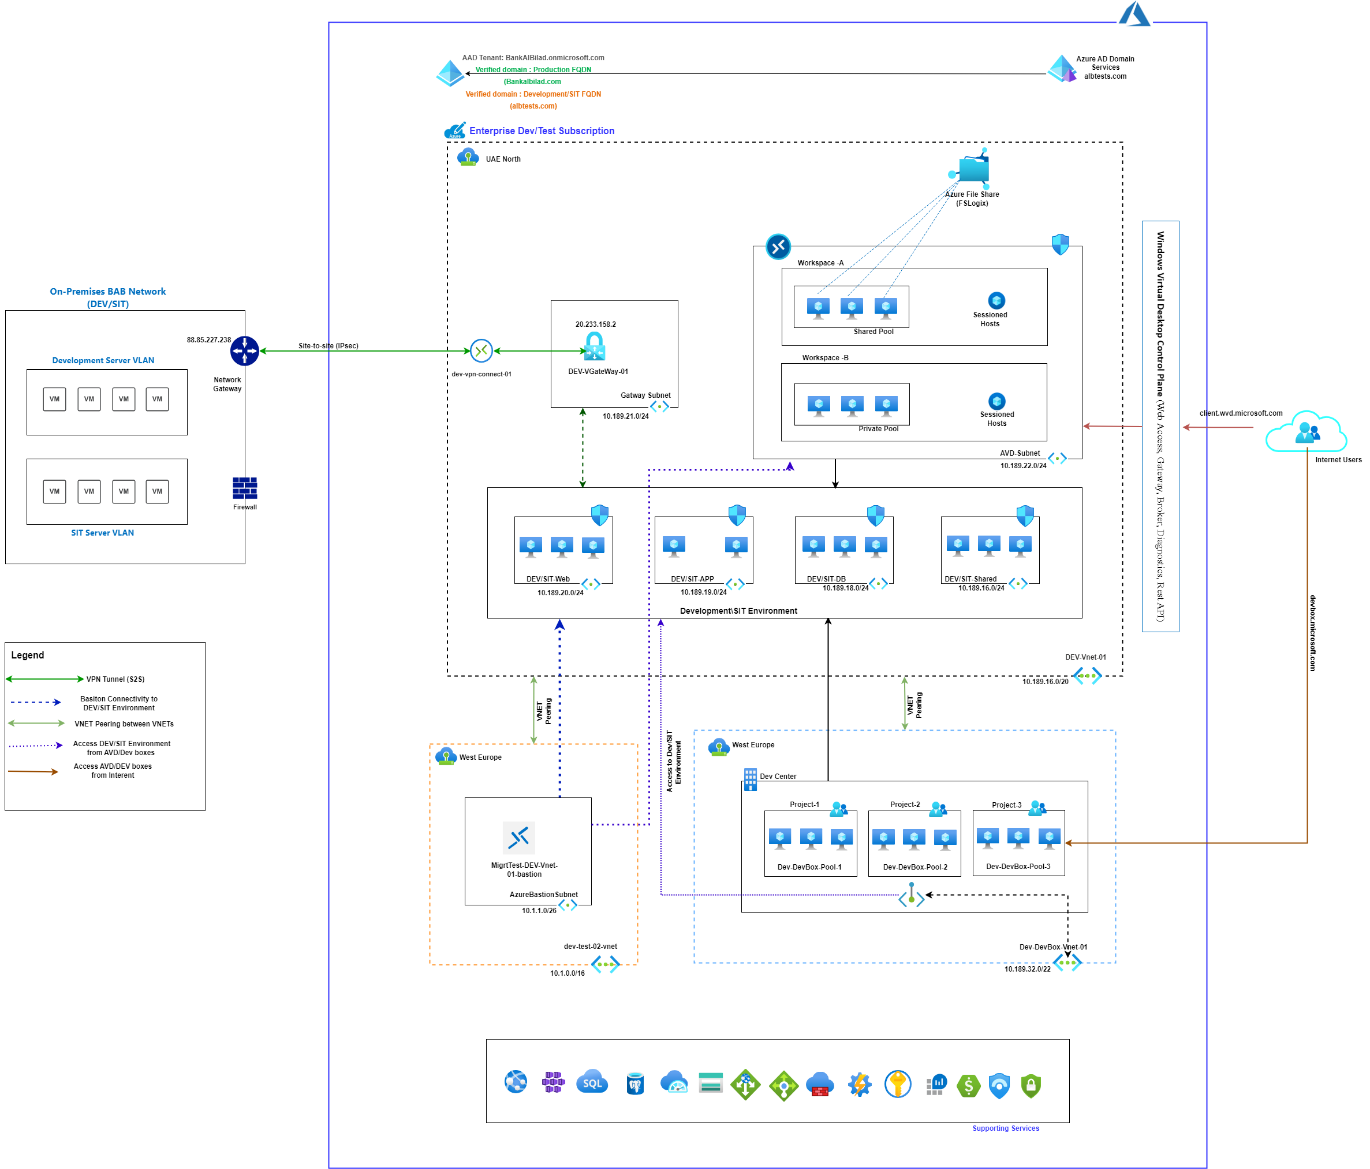 AAD Tenant: BankAlBilad.onmicrosoft.com
Verified domain : Production FQDN
(Bankalbilad.com
Verified domain : Development/SIT FQDN
(albtests.com)
Azure AD Domain
Services
albtests.com
Enterprise Dev/Test Subscription
UAE North
Azure File Share
(FSLogix)
Workspace -A
Sessioned
Hosts
Shared Pool
Workspace -B
Sessioned
Hosts
Private Pool
AVD-Subnet
10.189.22.0/24
Windows Virtual Desktop Control Plane (Web Access, Gateway, Broker, Diagnostics, Rest API)
client.wvd.microsoft.com
Internet Users
devbox.microsoft.com
On-Premises BAB Network
(DEV/SIT)
88.85.227.238
Development Server VLAN
VM
VM
VM
VM
Network
Gateway
VM
VM
VM
VM
SIT Server VLAN
Firewall
Site-to-site (IPsec)
dev-vpn-connect-01
20.233.158.2
DEV-VGateWay-01
Gatway Subnet
10.189.21.0/24
DEV/SIT-Web
10.189.20.0/24
DEV/SIT-APP
10.189.19.0/24
DEV/SIT-DB
10.189.18.0/24
DEV/SIT-Shared
10.189.16.0/24
Development\SIT Environment
DEV-Vnet-01
10.189.16.0/20
Legend
VPN Tunnel (S2S)
Basiton Connectivity to
DEV/SIT Environment
VNET Peering between VNETs
Access DEV/SIT Environment
from AVD/Dev boxes
Access AVD/DEV boxes
from Interent
VNET
Peering
VNET
Peering
Access to Dev/SIT
Environment
West Europe
MigrtTest-DEV-Vnet-
01-bastion
AzureBastionSubnet
10.1.1.0/26
dev-test-02-vnet
10.1.0.0/16
West Europe
Dev Center
Project-1
Project-2
Project-3
Dev-DevBox-Pool-1
Dev-DevBox-Pool-2
Dev-DevBox-Pool-3
Dev-DevBox-Vnet-01
10.189.32.0/22
SQL
Supporting Services